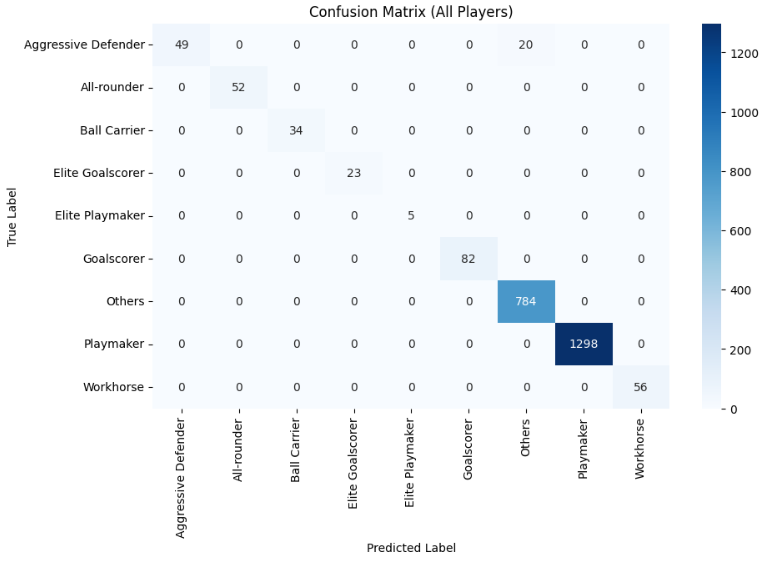 Confusion Matrix (All Players)
True Label
Aggressive Defender 49 0 0 0 0 0 20 0 0
All-rounder 0 52 0 0 0 0 0 0 0
Ball Carrier 0 0 34 0 0 0 0 0 0
Elite Goalscorer 0 0 0 23 0 0 0 0 0
Elite Playmaker 0 0 0 0 5 0 0 0 0
Goalscorer 0 0 0 0 0 82 0 0 0
Others 0 0 0 0 0 0 784 0 0
Playmaker 0 0 0 0 0 0 0 1298 0
Workhorse 0 0 0 0 0 0 0 0 56
Aggressive Defender
All-rounder
Ball Carrier
Elite Goalscorer
Elite Playmaker
Goalscorer
Others
Playmaker
Workhorse
Predicted Label
1200
1000
800
600
400
200
0